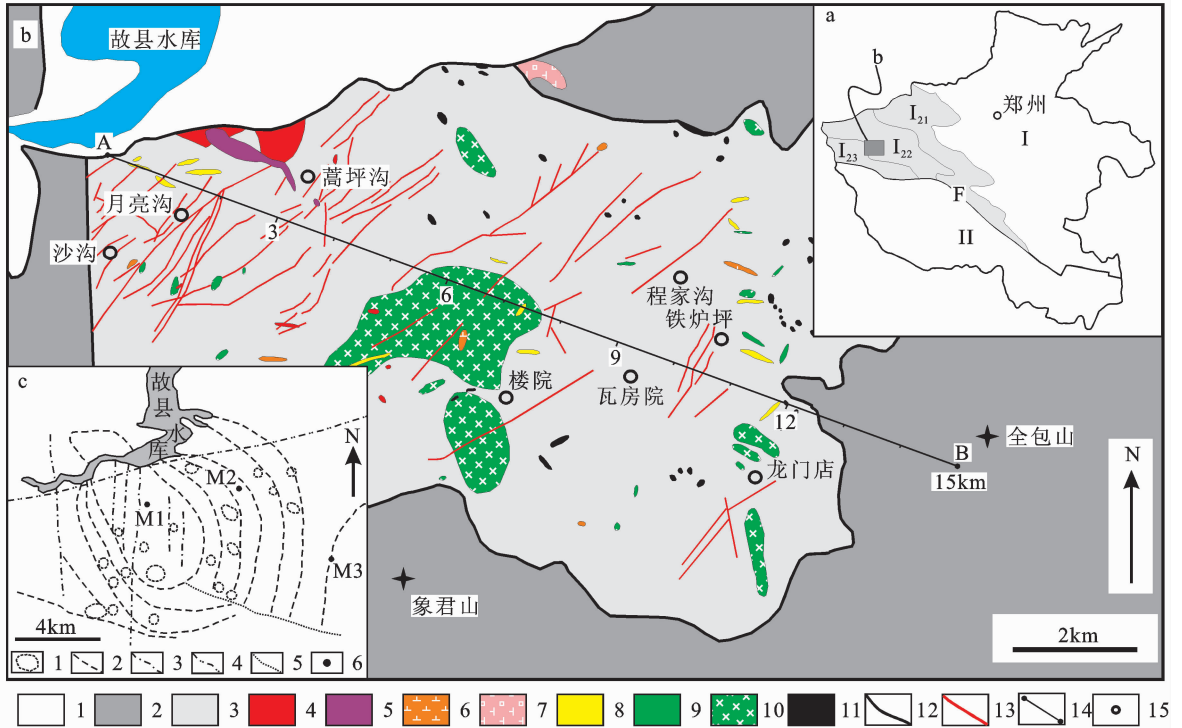 b
故县水库
A
蒿坪沟
月亮沟
3
沙沟
6
程家沟
铁炉坪
9
楼院
瓦房院
12
全包山
B
15km
龙门店
象君山
N
2km
a
b
郑州
I₂₁
I
I₂₂
I₂₃
F
II
c
故县水库
N
M2
M1
M3
4km
1 2 3 4 5 6
1 2 3 4 5 6 7 8 9 10 11 12 13 14 15